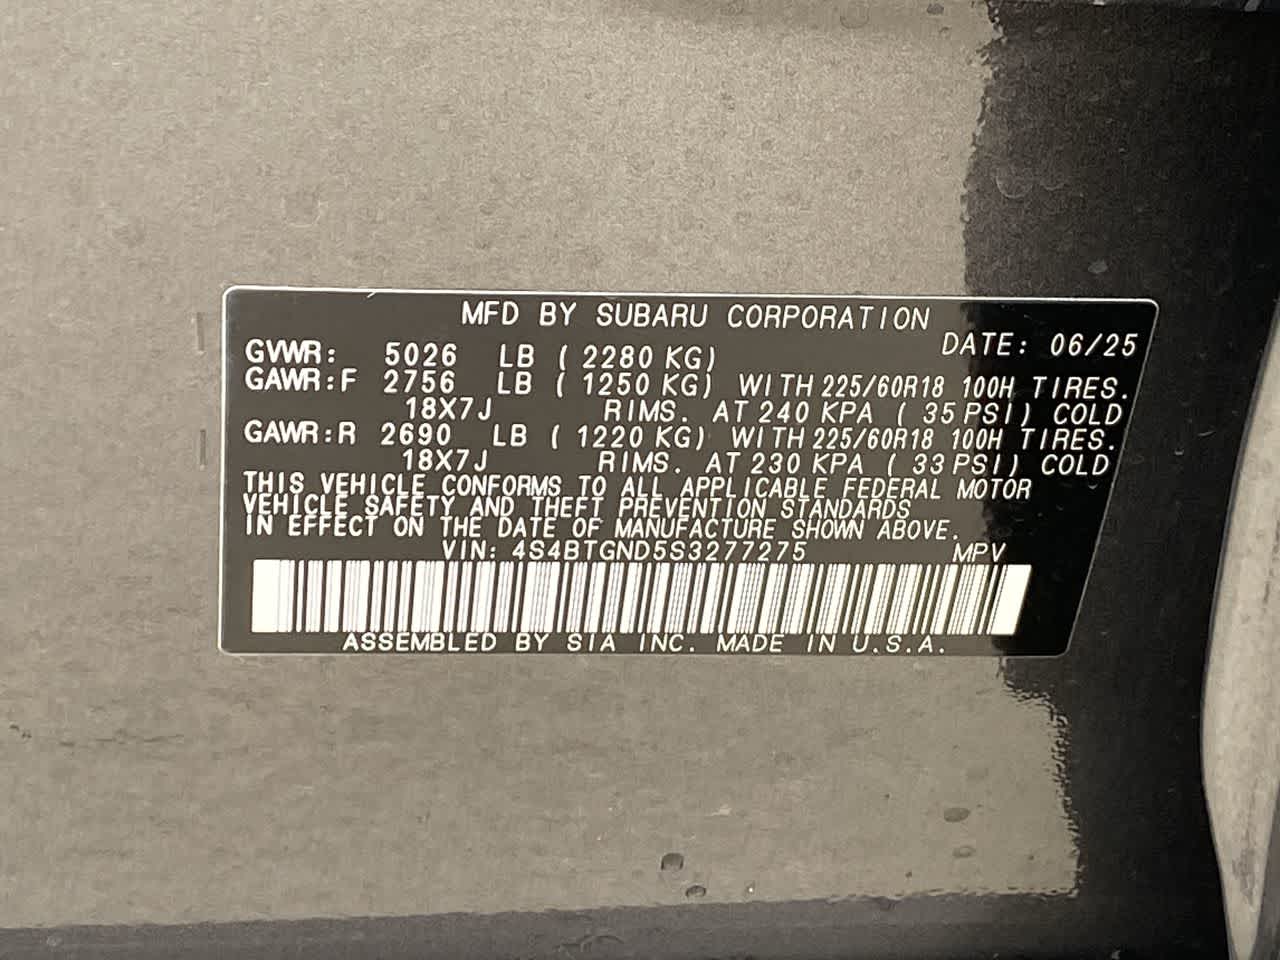 MFD BY SUBARU CORPORATION
DATE: 06/25
GVWR: 5026 LB ( 2280 KG)
GAWR:F 2756 LB ( 1250 KG) WITH 225/60R18 100H TIRES.
18X7J RIMS. AT 240 KPA ( 35 PSI) COLD
GAWR:R 2690 LB ( 1220 KG) WITH 225/60R18 100H TIRES.
18X7J RIMS. AT 230 KPA ( 33 PSI) COLD
THIS VEHICLE CONFORMS TO ALL APPLICABLE FEDERAL MOTOR
VEHICLE SAFETY AND THEFT PREVENTION STANDARDS
IN EFFECT ON THE DATE OF MANUFACTURE SHOWN ABOVE.
VIN: 4S4BTGND5S3277275 MPV
ASSEMBLED BY SIA INC. MADE IN U.S.A.